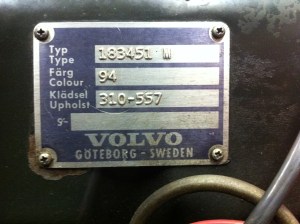 Typ
Type 183451 M
Färg
Colour 94
Klädsel
Upholst 310-557
S-
VOLVO
GÖTEBORG - SWEDEN